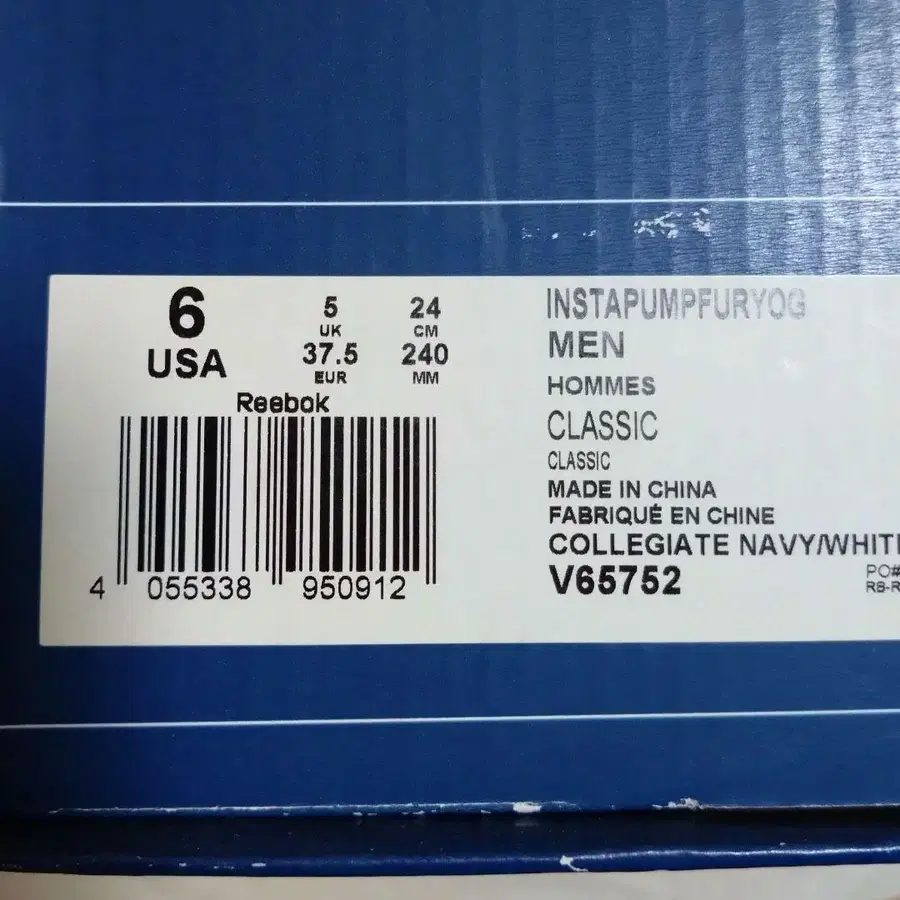 6
USA
5
UK
37.5
EUR
24
CM
240
MM
Reebok
4 055338 950912
INSTAPUMPFURYOG
MEN
HOMMES
CLASSIC
CLASSIC
MADE IN CHINA
FABRIQUÉ EN CHINE
COLLEGIATE NAVY/WHIT
V65752
PO#